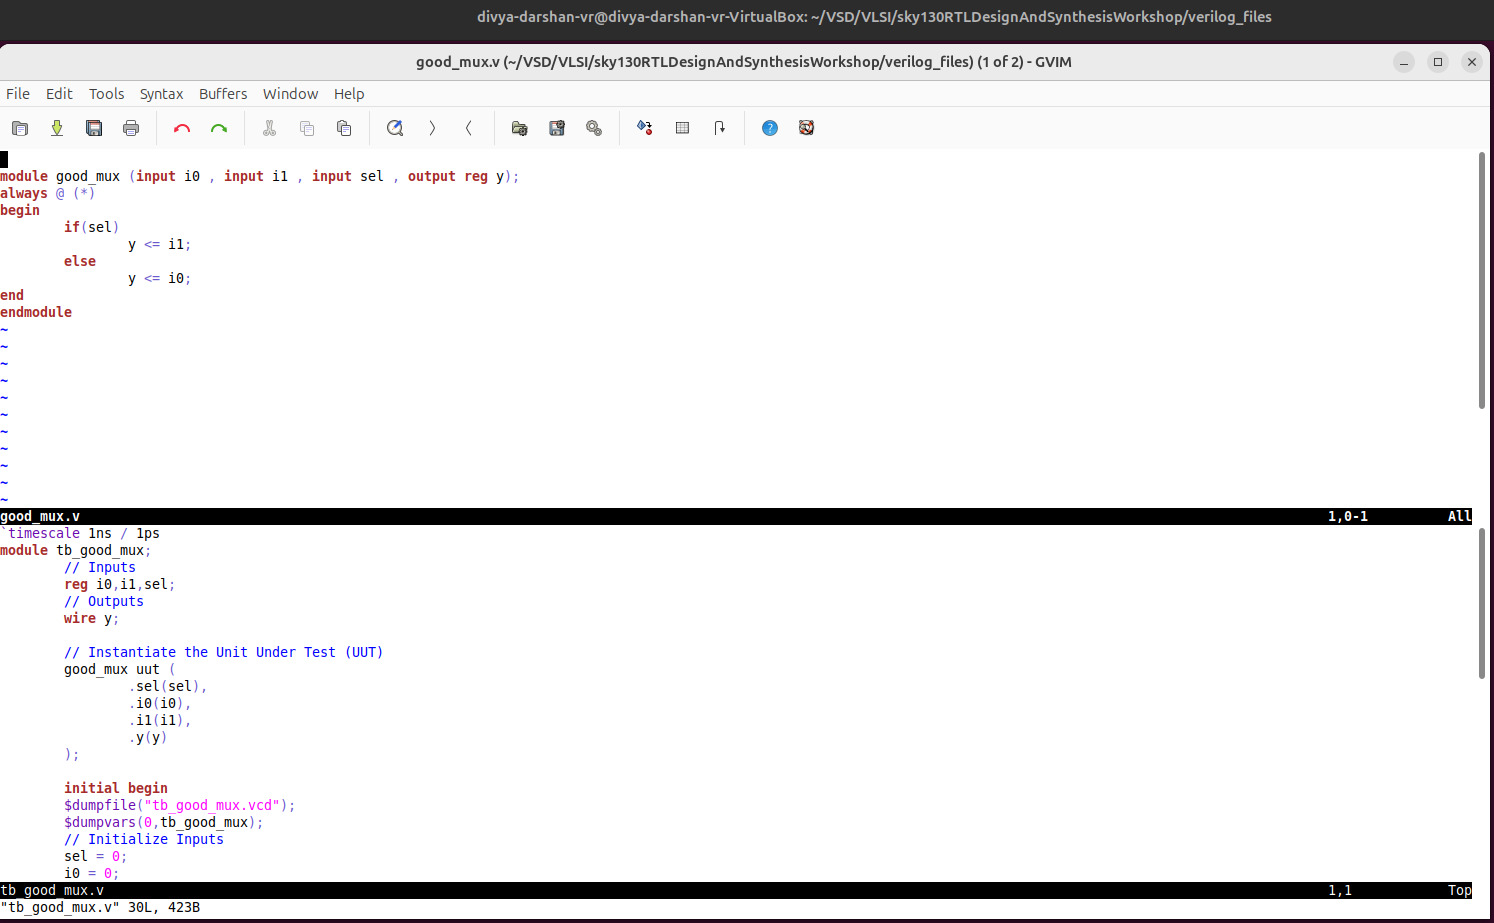 divya-darshan-vr@divya-darshan-vr-VirtualBox: ~/VSD/VLSI/sky130RTLDesignAndSynthesisWorkshop/verilog_files
good_mux.v (~/VSD/VLSI/sky130RTLDesignAndSynthesisWorkshop/verilog_files) (1 of 2) - GVIM
File Edit Tools Syntax Buffers Window Help
module good_mux (input i0 , input i1 , input sel , output reg y);
always @ (*)
begin
        if(sel)
                y <= i1;
        else
                y <= i0;
end
endmodule
~
~
~
~
~
~
~
~
~
~
~
good_mux.v 1,0-1 All
`timescale 1ns / 1ps
module tb_good_mux;
        // Inputs
        reg i0,i1,sel;
        // Outputs
        wire y;
        // Instantiate the Unit Under Test (UUT)
        good_mux uut (
                .sel(sel),
                .i0(i0),
                .i1(i1),
                .y(y)
        );
        initial begin
        $dumpfile("tb_good_mux.vcd");
        $dumpvars(0,tb_good_mux);
        // Initialize Inputs
        sel = 0;
        i0 = 0;
tb_good_mux.v 1,1 Top
"tb_good_mux.v" 30L, 423B